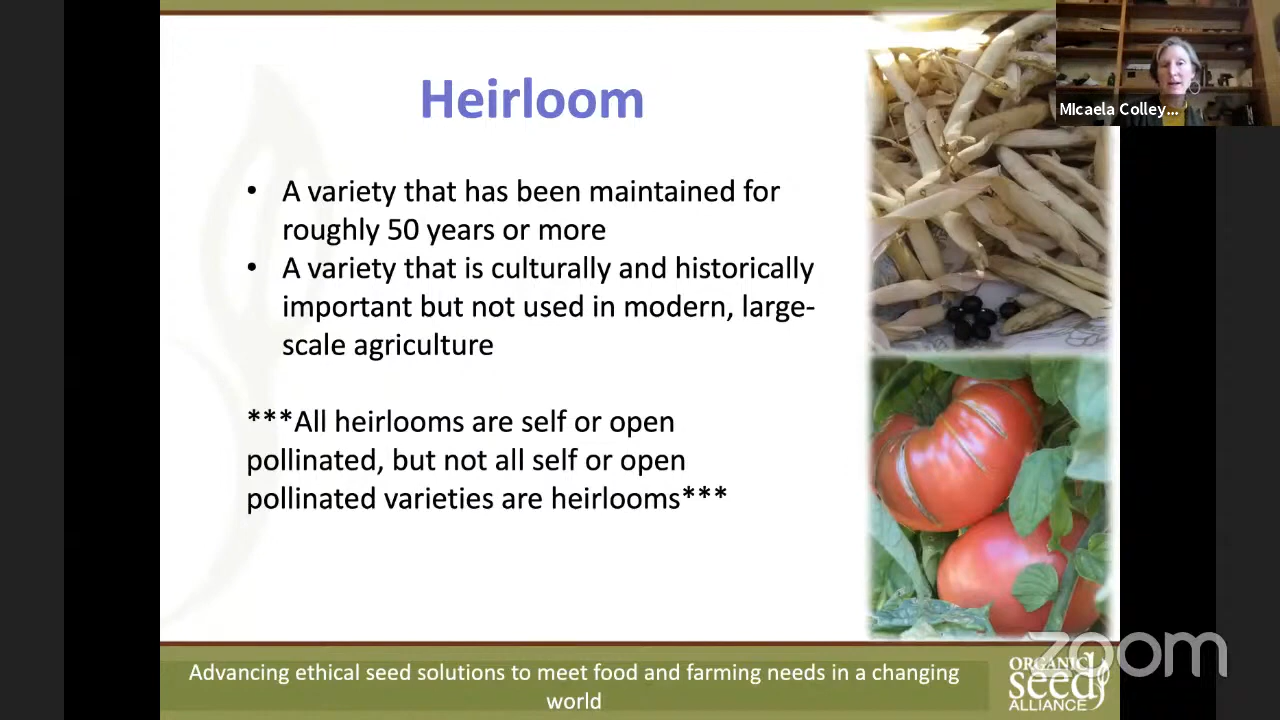 Heirloom
• A variety that has been maintained for
roughly 50 years or more
• A variety that is culturally and historically
important but not used in modern, large-
scale agriculture
***All heirlooms are self or open
pollinated, but not all self or open
pollinated varieties are heirlooms***
MIcaela Colley...
Advancing ethical seed solutions to meet food and farming needs in a changing
world
ORGANIC
seed
ALLIANCE
zoom